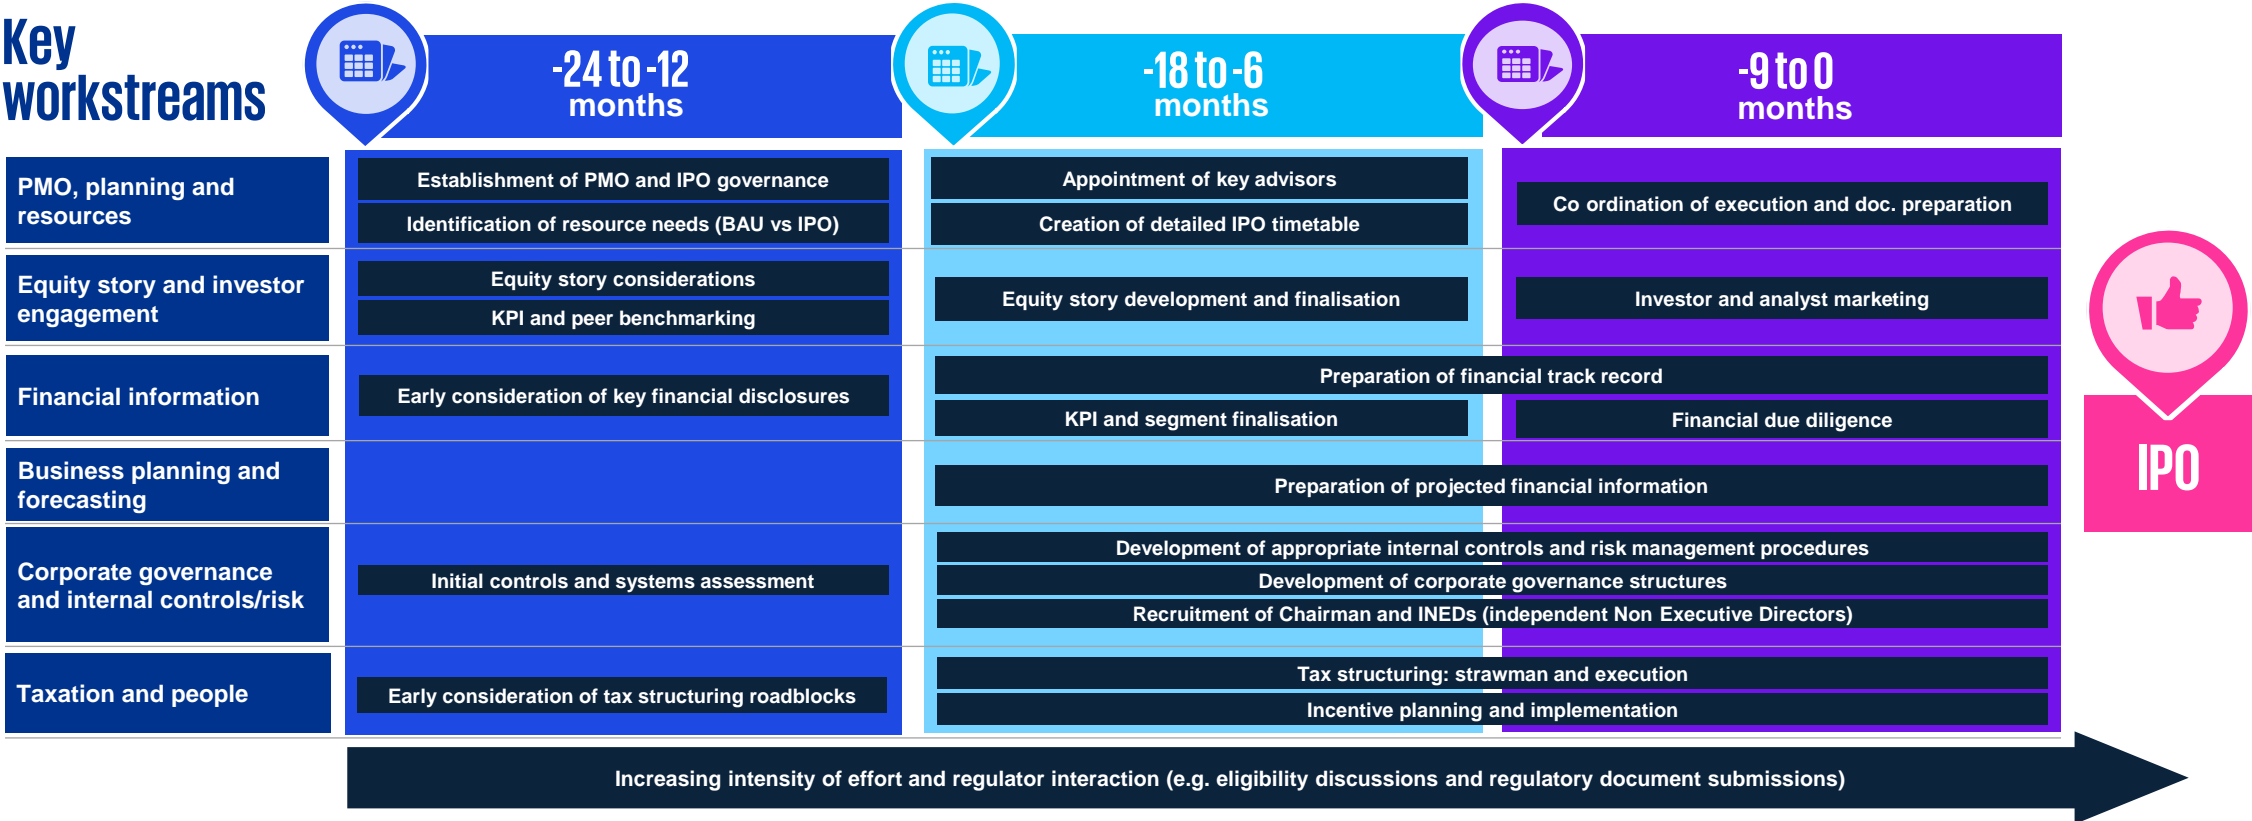 Key
workstreams
-24 to -12
months
-18 to -6
months
-9 to 0
months
PMO, planning and
resources
Establishment of PMO and IPO governance
Identification of resource needs (BAU vs IPO)
Appointment of key advisors
Creation of detailed IPO timetable
Co ordination of execution and doc. preparation
Equity story and investor
engagement
Equity story considerations
KPI and peer benchmarking
Equity story development and finalisation
Investor and analyst marketing
Financial information
Early consideration of key financial disclosures
Preparation of financial track record
KPI and segment finalisation
Financial due diligence
Business planning and
forecasting
Preparation of projected financial information
Corporate governance
and internal controls/risk
Initial controls and systems assessment
Development of appropriate internal controls and risk management procedures
Development of corporate governance structures
Recruitment of Chairman and INEDs (independent Non Executive Directors)
Taxation and people
Early consideration of tax structuring roadblocks
Tax structuring: strawman and execution
Incentive planning and implementation
IPO
Increasing intensity of effort and regulator interaction (e.g. eligibility discussions and regulatory document submissions)